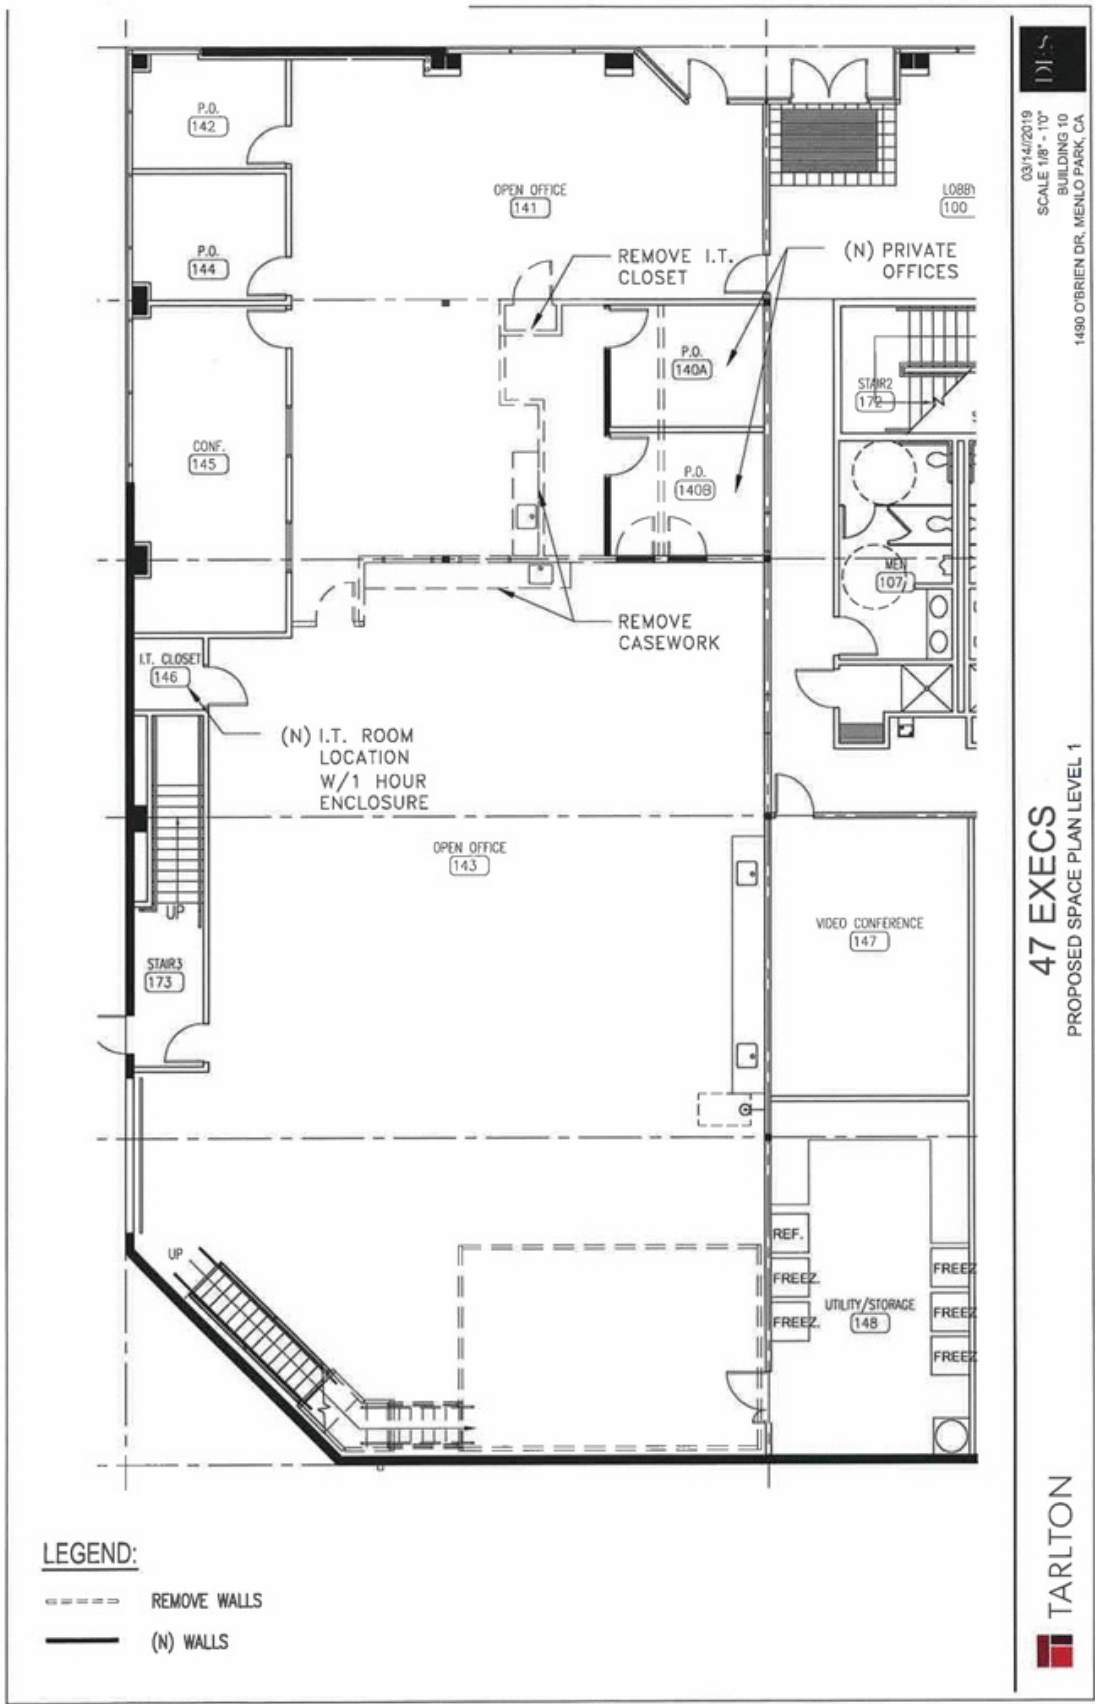 P.O.
142
P.O.
144
OPEN OFFICE
141
LOBBY
100
REMOVE I.T.
CLOSET
(N) PRIVATE
OFFICES
P.O.
140A
P.O.
140B
STAIR2
172
CONF.
145
MEN
107
REMOVE
CASEWORK
I.T. CLOSET
146
(N) I.T. ROOM
LOCATION
W/1 HOUR
ENCLOSURE
OPEN OFFICE
143
UP
STAIR3
173
VIDEO CONFERENCE
147
UP
REF.
FREEZ.
FREEZ.
FREEZ
FREEZ
FREEZ
UTILITY/STORAGE
148
LEGEND:
REMOVE WALLS
(N) WALLS
DES
03/14//2019
SCALE 1/8" - 1'0"
BUILDING 10
1490 O'BRIEN DR, MENLO PARK, CA
47 EXECS
PROPOSED SPACE PLAN LEVEL 1
TARLTON